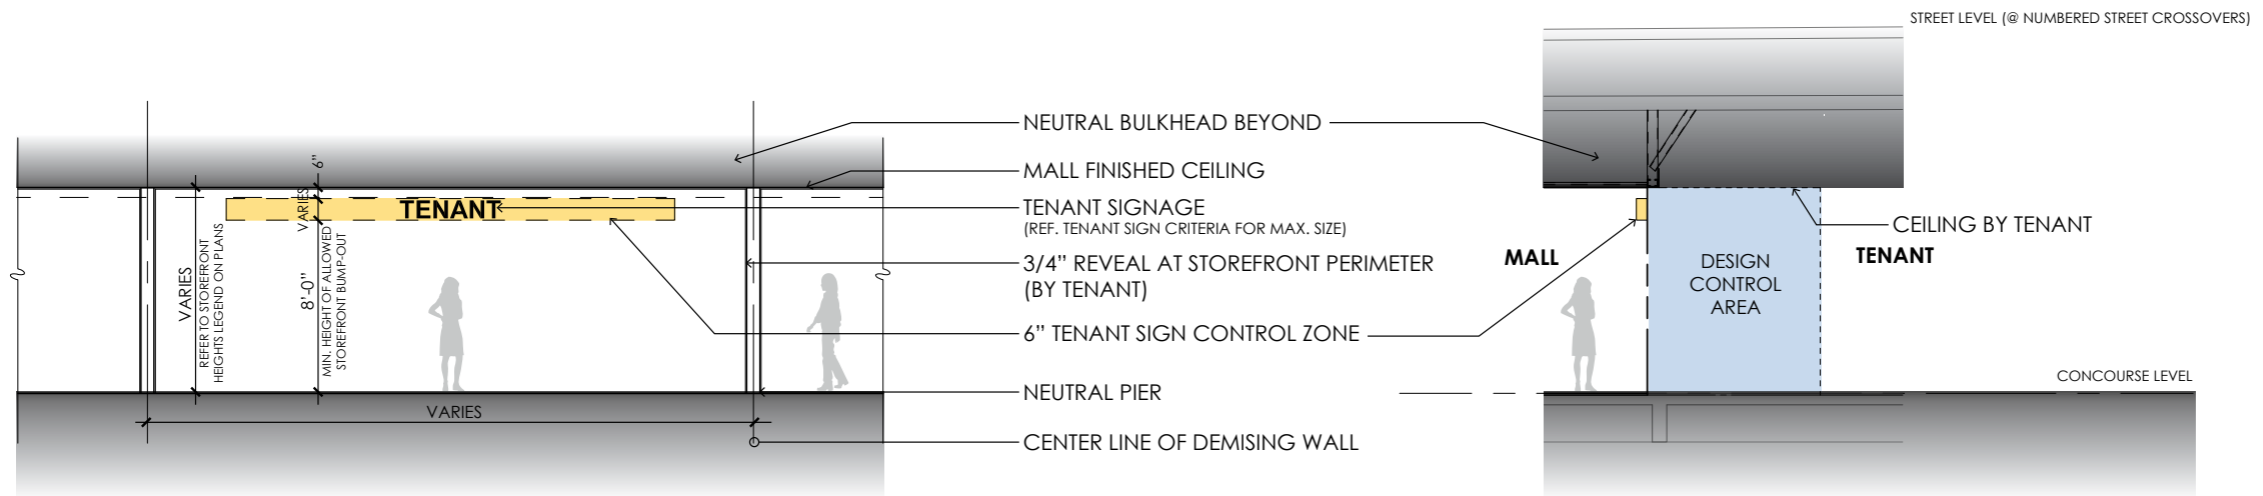 STREET LEVEL (@ NUMBERED STREET CROSSOVERS)
NEUTRAL BULKHEAD BEYOND
MALL FINISHED CEILING
6"
VARIES
TENANT
TENANT SIGNAGE
(REF. TENANT SIGN CRITERIA FOR MAX. SIZE)
3/4” REVEAL AT STOREFRONT PERIMETER
(BY TENANT)
6” TENANT SIGN CONTROL ZONE
NEUTRAL PIER
CENTER LINE OF DEMISING WALL
VARIES
REFER TO STOREFRONT
HEIGHTS LEGEND ON PLANS
8’-0”
MIN. HEIGHT OF ALLOWED
STOREFRONT BUMP-OUT
VARIES
CEILING BY TENANT
MALL
TENANT
DESIGN
CONTROL
AREA
CONCOURSE LEVEL